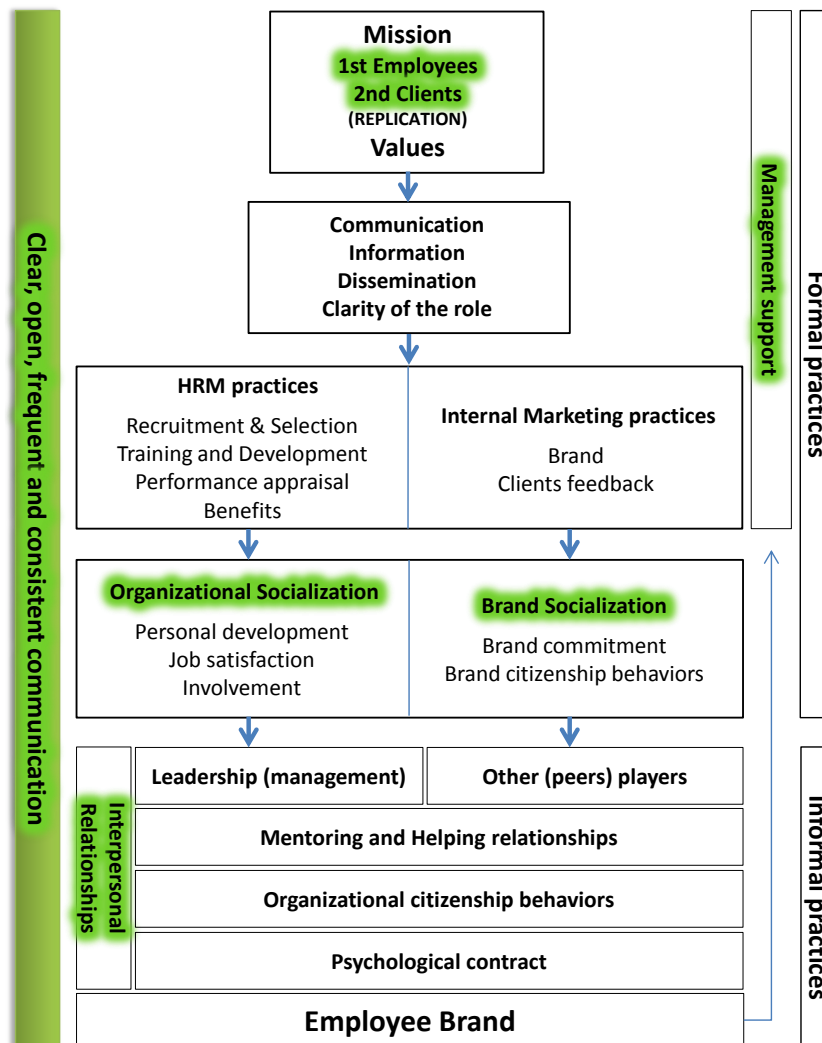 Mission
1st Employees
2nd Clients
(REPLICATION)
Values
Communication
Information
Dissemination
Clarity of the role
HRM practices
Recruitment & Selection
Training and Development
Performance appraisal
Benefits
Internal Marketing practices
Brand
Clients feedback
Organizational Socialization
Personal development
Job satisfaction
Involvement
Brand Socialization
Brand commitment
Brand citizenship behaviors
Leadership (management)
Other (peers) players
Mentoring and Helping relationships
Organizational citizenship behaviors
Psychological contract
Interpersonal
Relationships
Employee Brand
Clear, open, frequent and consistent communication
Management support
Formal practices
Informal practices